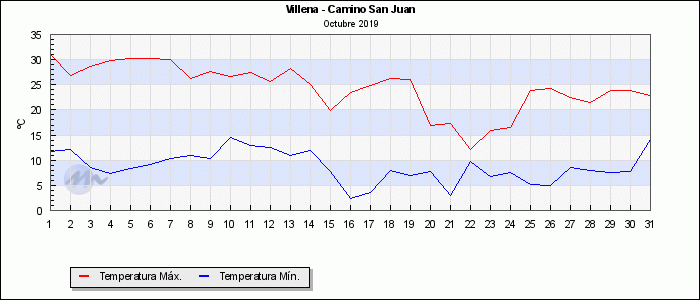 Villena - Camino San Juan
Octubre 2019
35
30
25
20
15
10
5
0
ºC
1 2 3 4 5 6 7 8 9 10 11 12 13 14 15 16 17 18 19 20 21 22 23 24 25 26 27 28 29 30 31
Temperatura Máx. Temperatura Mín.